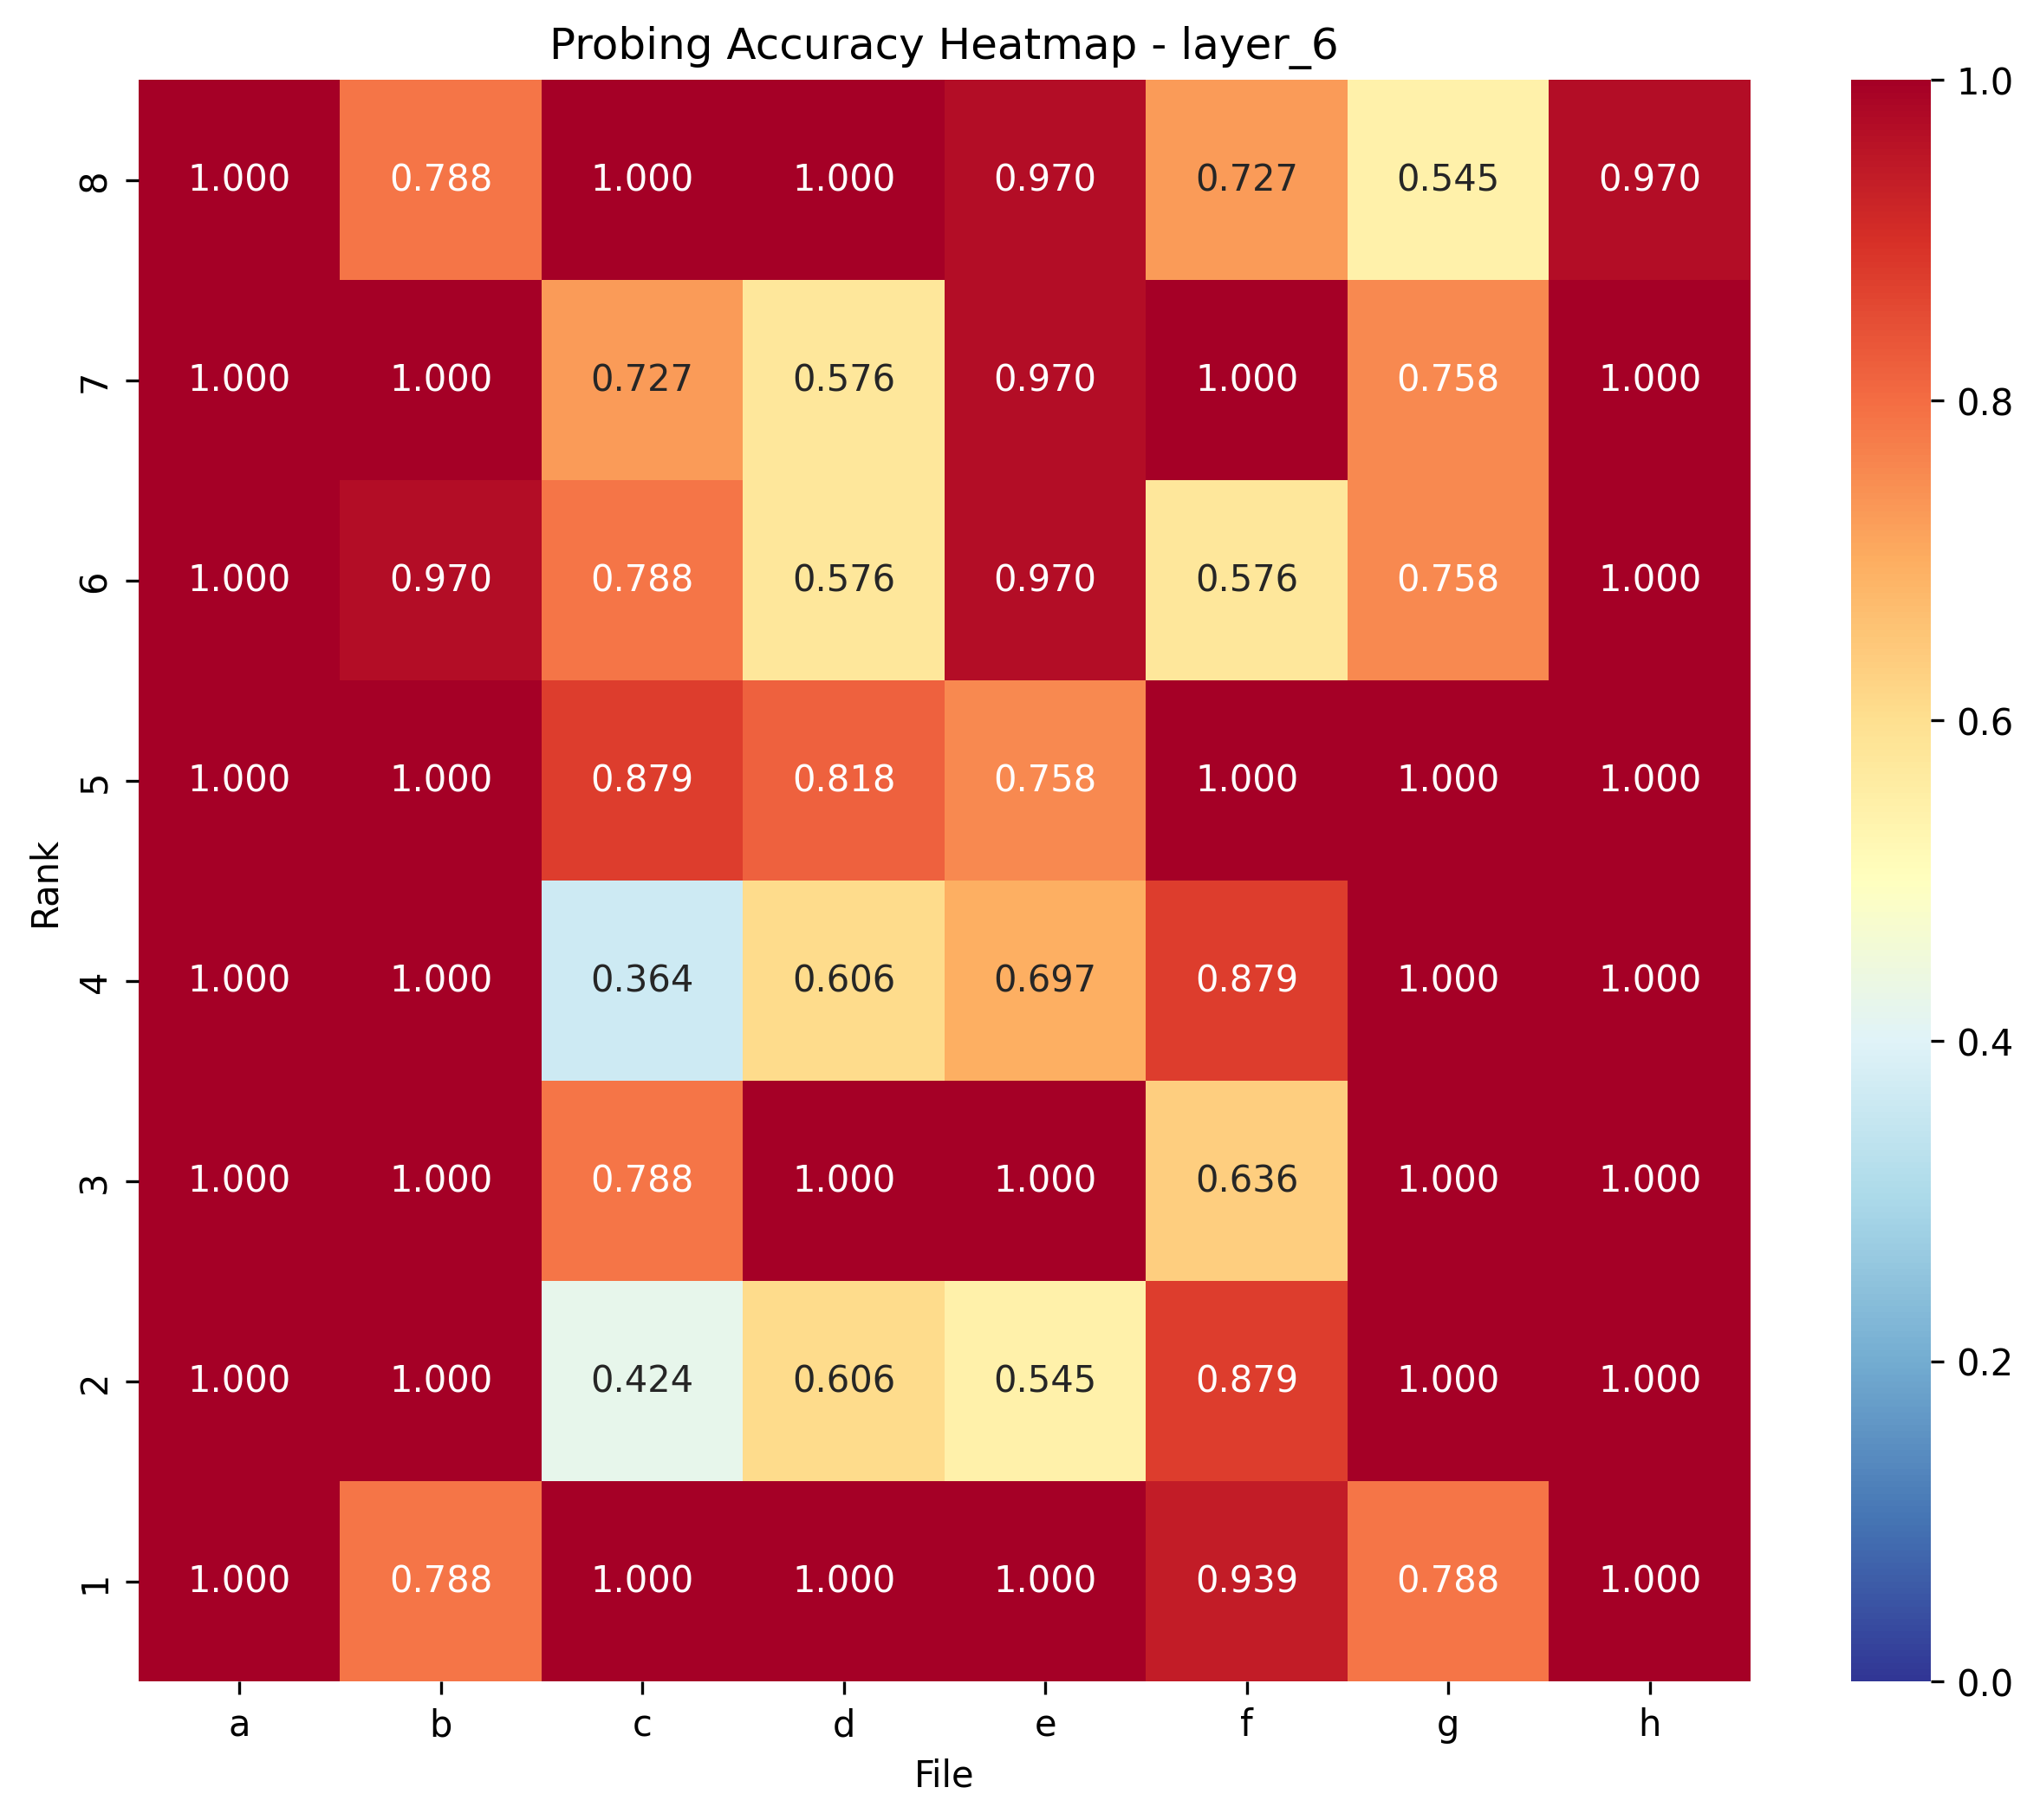 Probing Accuracy Heatmap - layer_6
8 1.000 0.788 1.000 1.000 0.970 0.727 0.545 0.970
7 1.000 1.000 0.727 0.576 0.970 1.000 0.758 1.000
6 1.000 0.970 0.788 0.576 0.970 0.576 0.758 1.000
5 1.000 1.000 0.879 0.818 0.758 1.000 1.000 1.000
4 1.000 1.000 0.364 0.606 0.697 0.879 1.000 1.000
3 1.000 1.000 0.788 1.000 1.000 0.636 1.000 1.000
2 1.000 1.000 0.424 0.606 0.545 0.879 1.000 1.000
1 1.000 0.788 1.000 1.000 1.000 0.939 0.788 1.000
a b c d e f g h
File
Rank
1.0
0.8
0.6
0.4
0.2
0.0